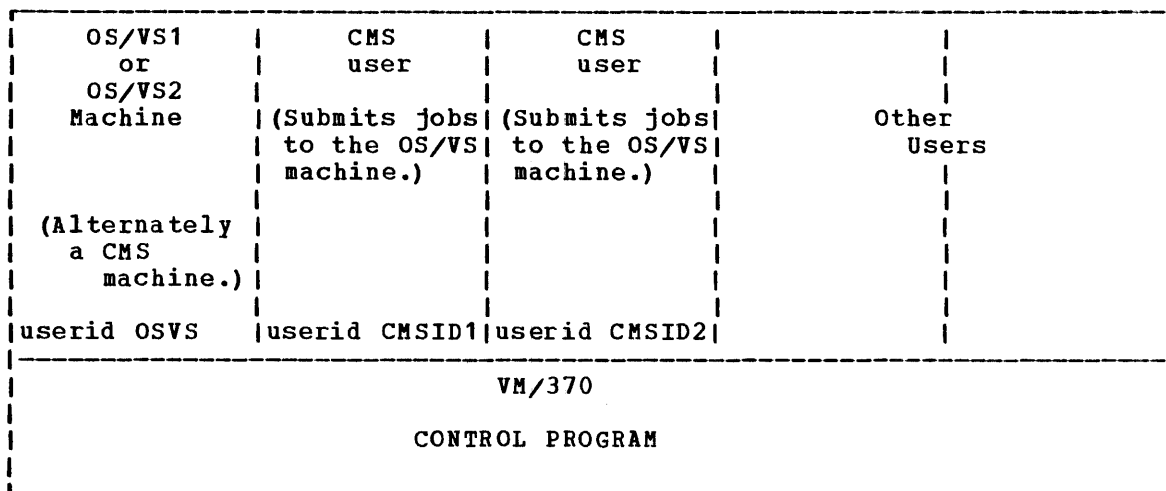 OS/VS1
or
OS/VS2
Machine
(Alternately
a CMS
machine.)
userid OSVS
CMS
user
(Submits jobs
to the OS/VS
machine.)
userid CMSID1
CMS
user
(Submits jobs
to the OS/VS
machine.)
userid CMSID2
Other
Users
VM/370
CONTROL PROGRAM